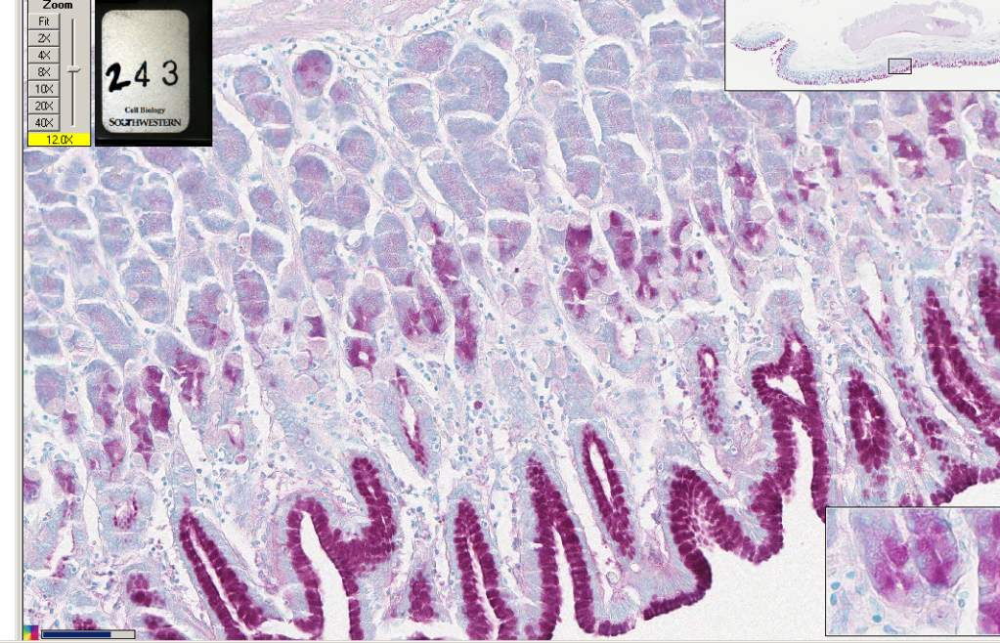 Zoom
Fit
2X
4X
8X
10X
20X
40X
12.0X
243
Cell Biology
SOUTHWESTERN